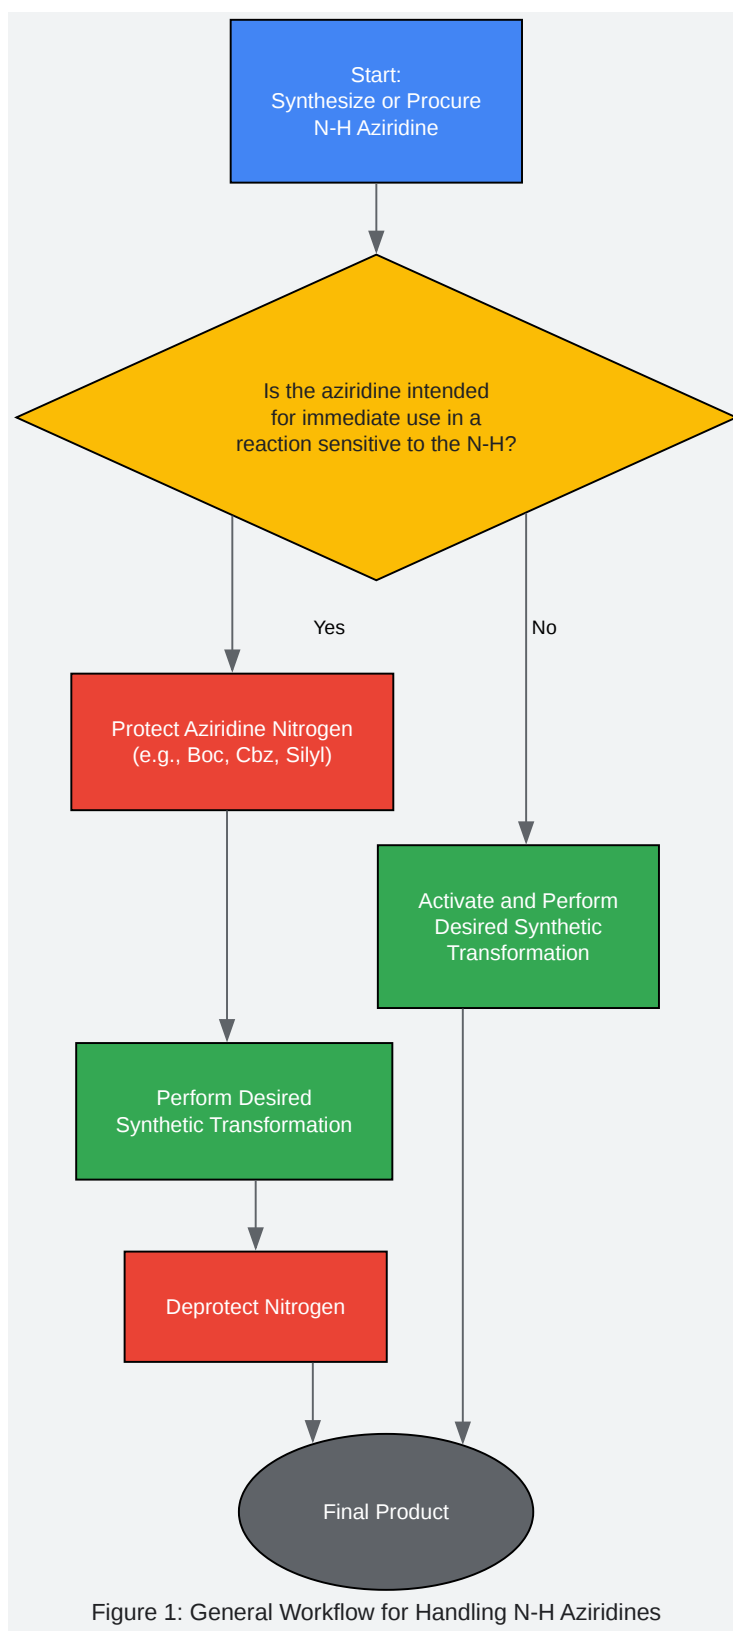 Start:
Synthesize or Procure
N-H Aziridine
Is the aziridine intended
for immediate use in a
reaction sensitive to the N-H?
Yes
No
Protect Aziridine Nitrogen
(e.g., Boc, Cbz, Silyl)
Activate and Perform
Desired Synthetic
Transformation
Perform Desired
Synthetic Transformation
Deprotect Nitrogen
Final Product
Figure 1: General Workflow for Handling N-H Aziridines